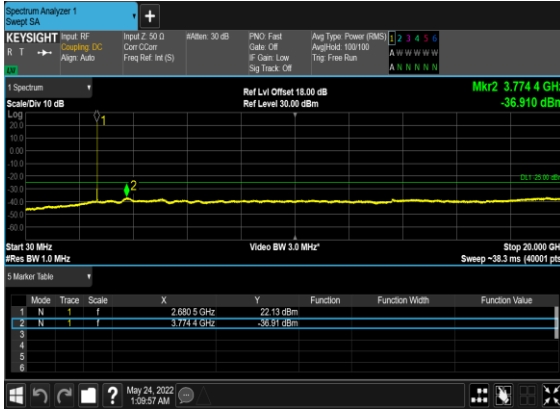 Spectrum Analyzer 1
Swept SA
+
KEYSIGHT Input: RF Input Z: 50 Ω #Atten: 30 dB PNO: Fast Avg Type: Power (RMS) 1 2 3 4 5 6
R T Coupling: DC Corr CCorr Gate: Off Avg|Hold: 100/100 A W W W W W
Align: Auto Freq Ref: Int (S) IF Gain: Low Trig: Free Run
Sig Track: Off A N N N N N
1 Spectrum Ref Lvl Offset 18.00 dB Mkr2 3.774 4 GHz
Scale/Div 10 dB Ref Level 30.00 dBm -36.910 dBm
Log
20.0
10.0
0.00
-10.0
-20.0
-30.0
-40.0
-50.0
-60.0
1
2
Start 30 MHz Video BW 3.0 MHz* Stop 20.000 GH
#Res BW 1.0 MHz Sweep ~38.3 ms (40001 pts
5 Marker Table
Mode Trace Scale X Y Function Function Width Function Value
1 N 1 f 2.680 5 GHz 22.13 dBm
2 N 1 f 3.774 4 GHz -36.91 dBm
3
4
5
6
? May 24, 2022
1:09:57 AM